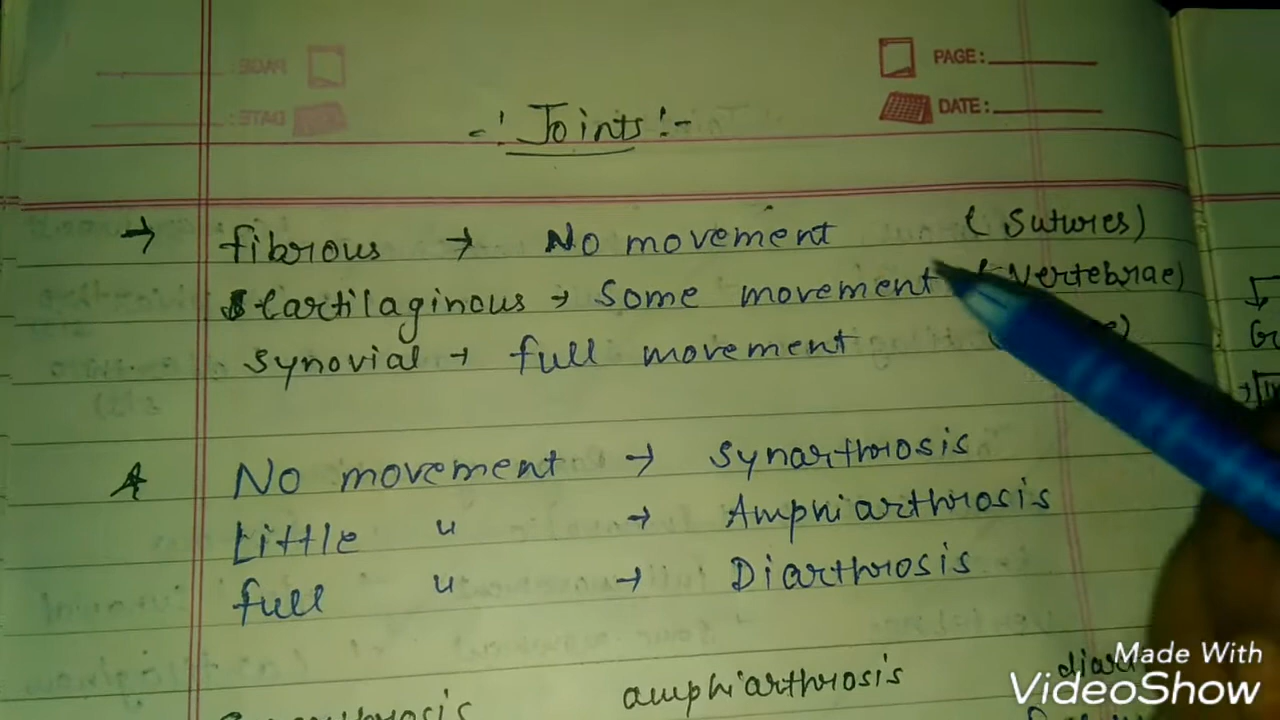 PAGE:
DATE:
-:Joints:-
→ fibrous → No movement (sutures)
cartilaginous → Some movement (vertebrae)
synovial → full movement
No movement → synarthrosis
Little " → Amphiarthrosis
full " → Diarthrosis
amphiarthrosis
Made With
VideoShow